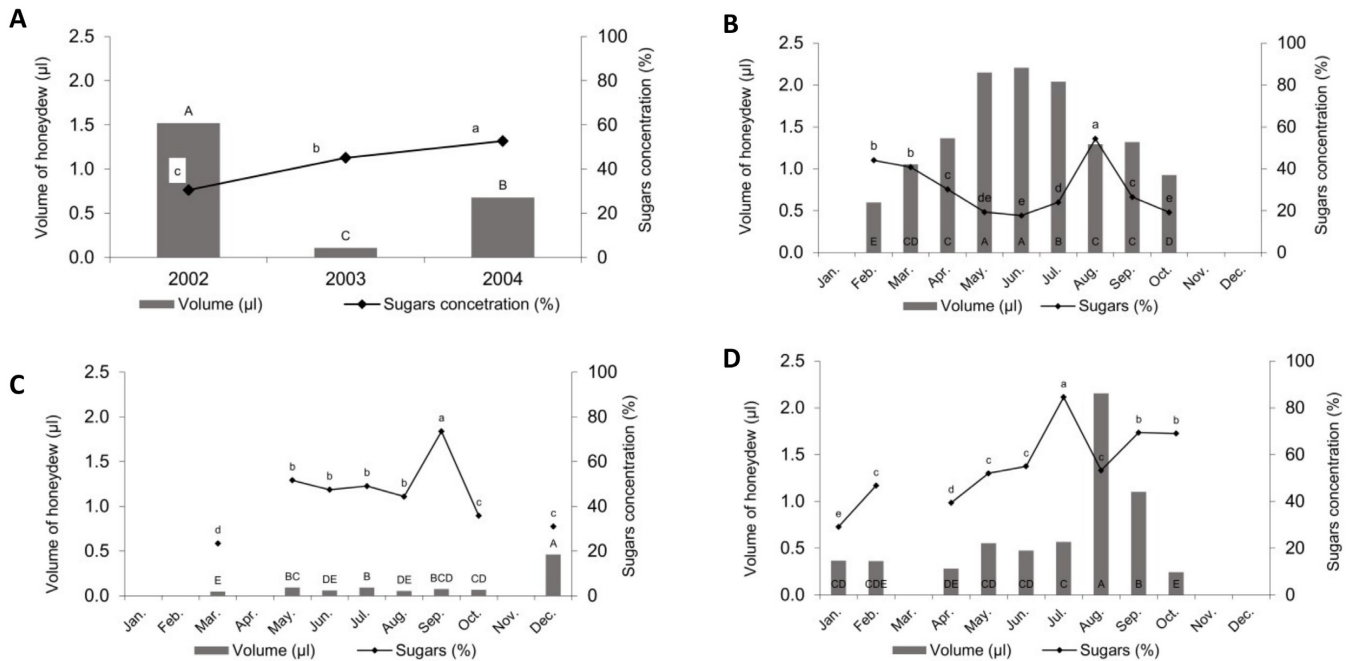 A
Volume of honeydew (µl)
2.5
2.0
1.5
1.0
0.5
0.0
100
80
60
40
20
0
Sugars concentration (%)
A
c
b
C
a
B
2002 2003 2004
Volume (µl) Sugars concetration (%)
B
Volume of honeydew (µl)
2.5
2.0
1.5
1.0
0.5
0.0
100
80
60
40
20
0
Sugars concentration (%)
b b c de e d a c e
E CD C A A B C C D
Jan. Feb. Mar. Apr. May. Jun. Jul. Aug. Sep. Oct. Nov. Dec.
Volume (µl) Sugars (%)
C
Volume of honeydew (µl)
2.5
2.0
1.5
1.0
0.5
0.0
100
80
60
40
20
0
Sugars concentration (%)
d b b b b a c c
E BC DE B DE BCD CD A
Jan. Feb. Mar. Apr. May. Jun. Jul. Aug. Sep. Oct. Nov. Dec.
Volume (µl) Sugars (%)
D
Volume of honeydew (µl)
2.5
2.0
1.5
1.0
0.5
0.0
100
80
60
40
20
0
Sugars concentration (%)
e c d c c a c b b
CD CDE DE CD CD C A B E
Jan. Feb. Mar. Apr. May. Jun. Jul. Aug. Sep. Oct. Nov. Dec.
Volume (µl) Sugars (%)